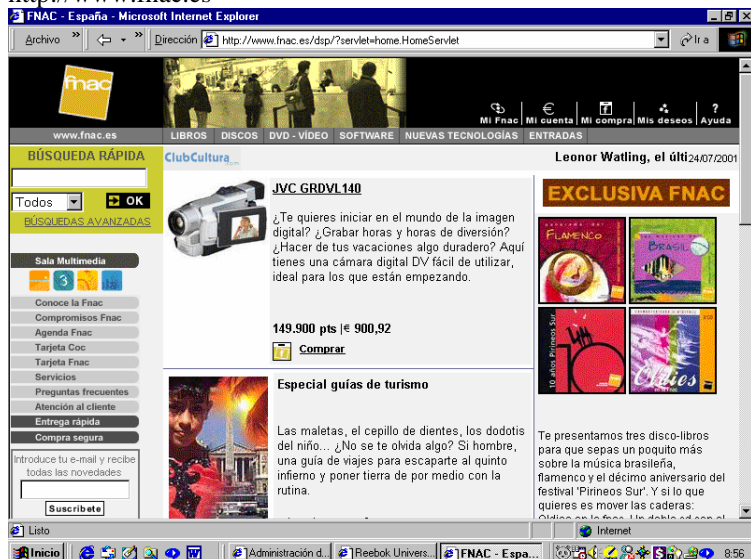 http://www.fnac.es
FNAC - España - Microsoft Internet Explorer
Archivo » Dirección http://www.fnac.es/dsp/?servlet=home.HomeServlet Ir a
fnac
Mi Fnac Mi cuenta Mi compra Mis deseos Ayuda
www.fnac.es LIBROS DISCOS DVD - VÍDEO SOFTWARE NUEVAS TECNOLOGÍAS ENTRADAS
BÚSQUEDA RÁPIDA
Todos OK
BÚSQUEDAS AVANZADAS
Sala Multimedia
3
Conoce la Fnac
Compromisos Fnac
Agenda Fnac
Tarjeta Coc
Tarjeta Fnac
Servicios
Preguntas frecuentes
Atención al cliente
Entrega rápida
Compra segura
Introduce tu e-mail y recibe
todas las novedades
Suscribete
ClubCultura
Leonor Watling, el últi 24/07/2001
JVC GRDVL140
¿Te quieres iniciar en el mundo de la imagen
digital? ¿Grabar horas y horas de diversión?
¿Hacer de tus vacaciones algo duradero? Aquí
tienes una cámara digital DV fácil de utilizar,
ideal para los que están empezando.
149.900 pts |€ 900,92
Comprar
Especial guías de turismo
Las maletas, el cepillo de dientes, los dodotis
del niño... ¿No se te olvida algo? Si hombre,
una guía de viajes para escaparte al quinto
infierno y poner tierra de por medio con la
rutina.
EXCLUSIVA FNAC
FLAMENCO
BRASIL
10 años Pirineos Sur
Oldies
Te presentamos tres disco-libros
para que sepas un poquito más
sobre la música brasileña,
flamenco y el décimo aniversario del
festival 'Pirineos Sur'. Y si lo que
quieres es mover las caderas:
Listo Internet
Inicio Administración d... Reebok Univers... FNAC - Espa... 8:56